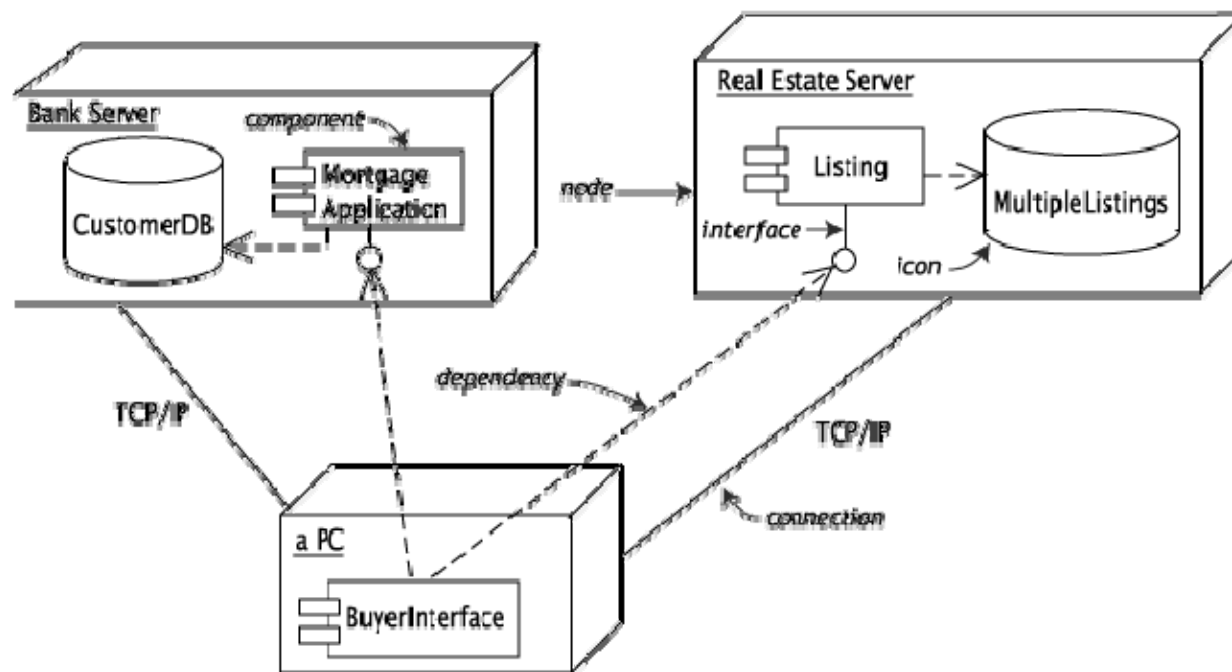 Bank Server
component
CustomerDB
Mortgage
Application
node
Real Estate Server
Listing
MultipleListings
interface
icon
dependency
TCP/IP
TCP/IP
connection
a PC
BuyerInterface